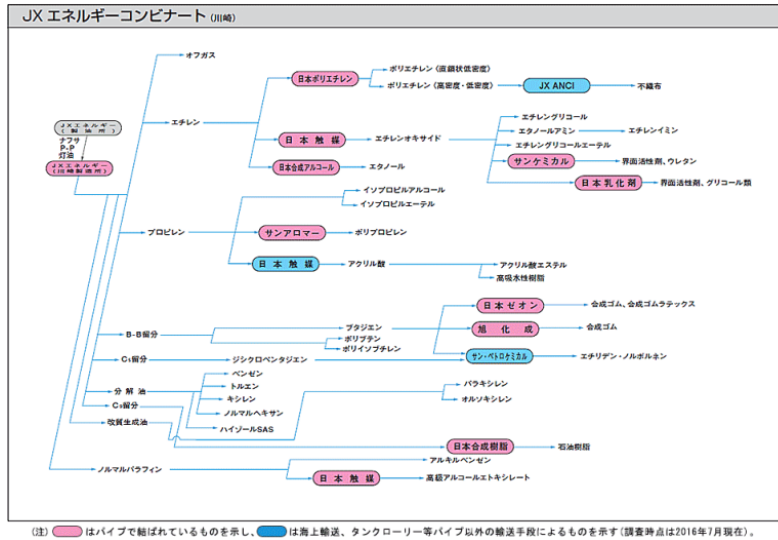 JXエネルギーコンビナート（川崎）
オフガス
日本ポリエチレン
ポリエチレン（直鎖状低密度）
ポリエチレン（高密度・低密度）
JX ANCI
不織布
エチレン
JXエネルギー
（製油所）
ナフサ
P-P
灯油
JXエネルギー
（川崎製造所）
日本触媒
エチレンオキサイド
エチレングリコール
エタノールアミン
エチレンイミン
エチレングリコールエーテル
サンケミカル
界面活性剤、ウレタン
日本合成アルコール
エタノール
日本乳化剤
界面活性剤、グリコール類
イソプロピルアルコール
イソプロピルエーテル
プロピレン
サンアロマー
ポリプロピレン
日本触媒
アクリル酸
アクリル酸エステル
高吸水性樹脂
日本ゼオン
合成ゴム、合成ゴムラテックス
B-B留分
ブタジエン
旭化成
合成ゴム
ポリブテン
ポリイソブチレン
サン・ペトロケミカル
エチリデン・ノルボルネン
C₅留分
ジシクロペンタジエン
ベンゼン
トルエン
キシレン
ノルマルヘキサン
ハイゾールSAS
パラキシレン
オルソキシレン
分解油
C₉留分
改質生成油
日本合成樹脂
石油樹脂
ノルマルパラフィン
アルキルベンゼン
日本触媒
高級アルコールエトキシレート
（注）はパイプで結ばれているものを示し、は海上輸送、タンクローリー等パイプ以外の輸送手段によるものを示す（調査時点は2016年7月現在）。